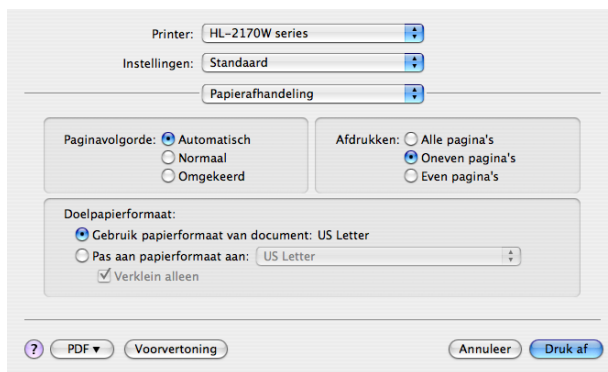 Printer: HL-2170W series
Instellingen: Standaard
Papierafhandeling
Paginavolgorde: Automatisch
Normaal
Omgekeerd
Afdrukken: Alle pagina's
Oneven pagina's
Even pagina's
Doelpapierformaat:
Gebruik papierformaat van document: US Letter
Pas aan papierformaat aan: US Letter
Verklein alleen
? PDF▼ Voorvertoning Annuleer Druk af